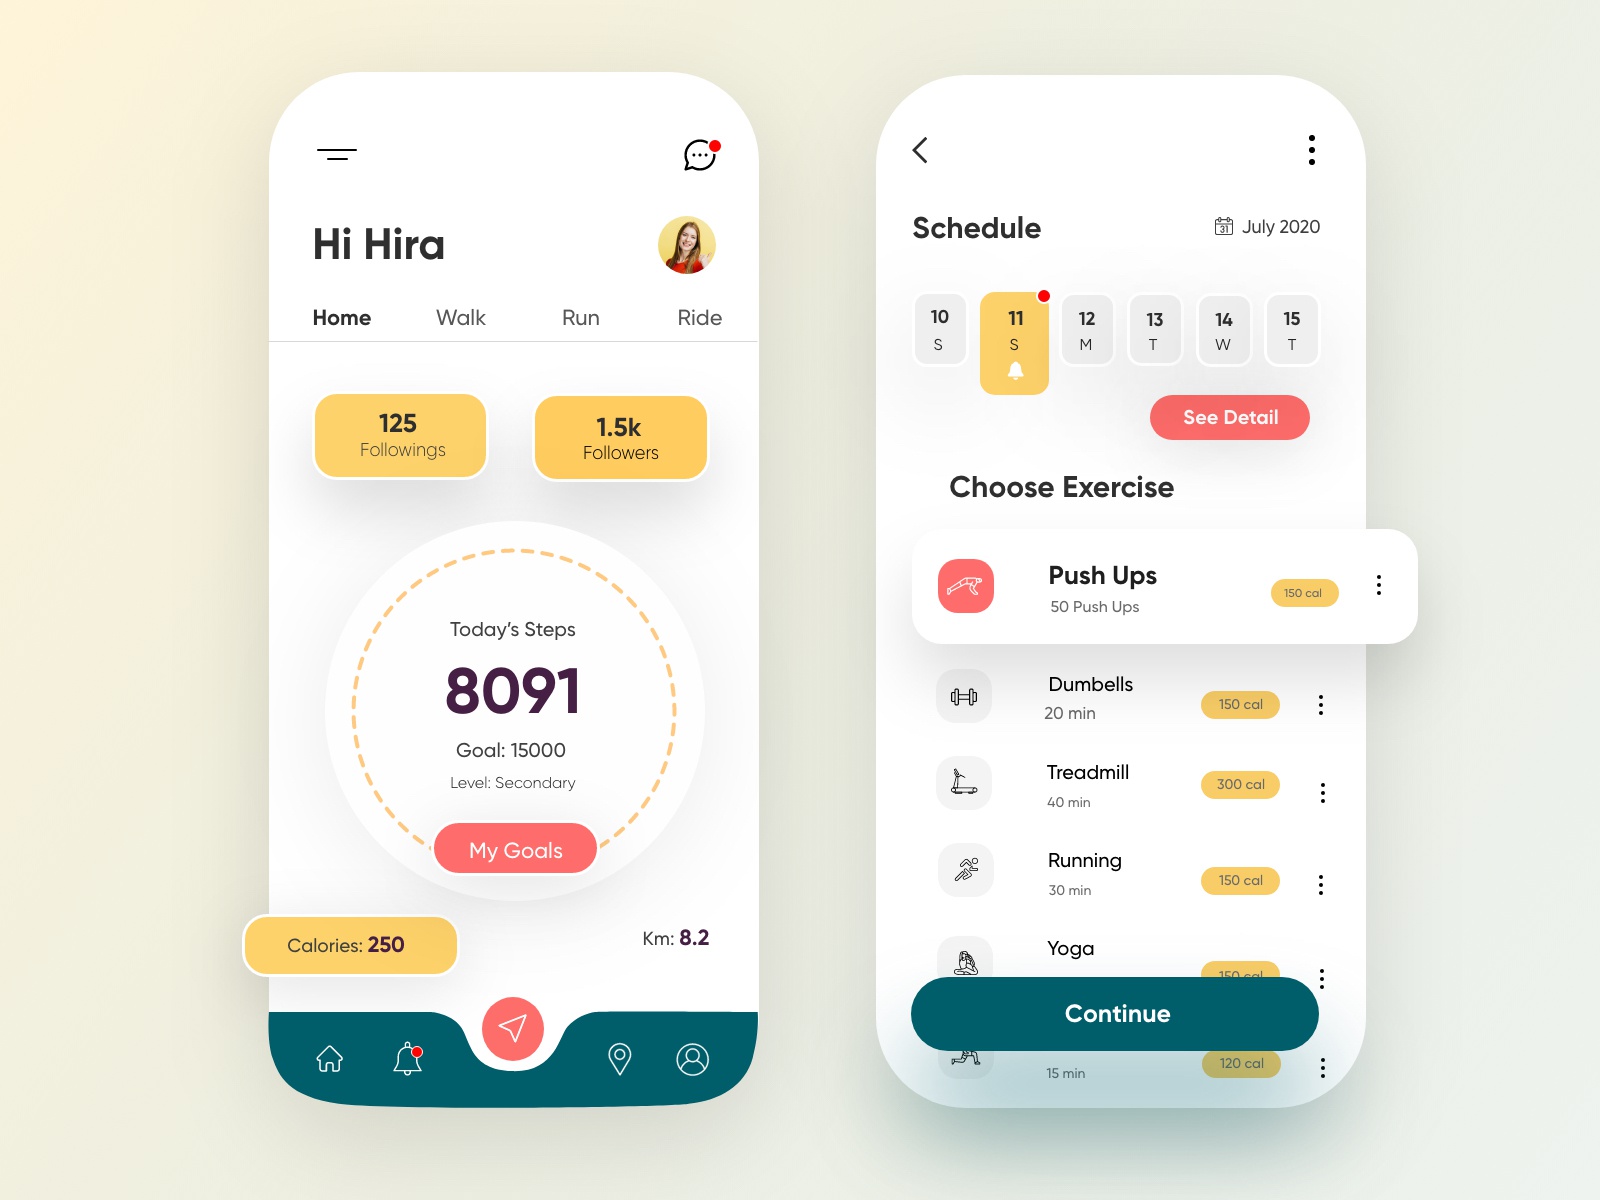 Hi Hira
Home Walk Run Ride
125
Followings
1.5k
Followers
Today's Steps
8091
Goal: 15000
Level: Secondary
My Goals
Calories: 250
Km: 8.2
Schedule
31
July 2020
10
S
11
S
12
M
13
T
14
W
15
T
See Detail
Choose Exercise
Push Ups
50 Push Ups
150 cal
Dumbells
20 min
150 cal
Treadmill
40 min
300 cal
Running
30 min
150 cal
Yoga
150 cal
Continue
15 min
120 cal